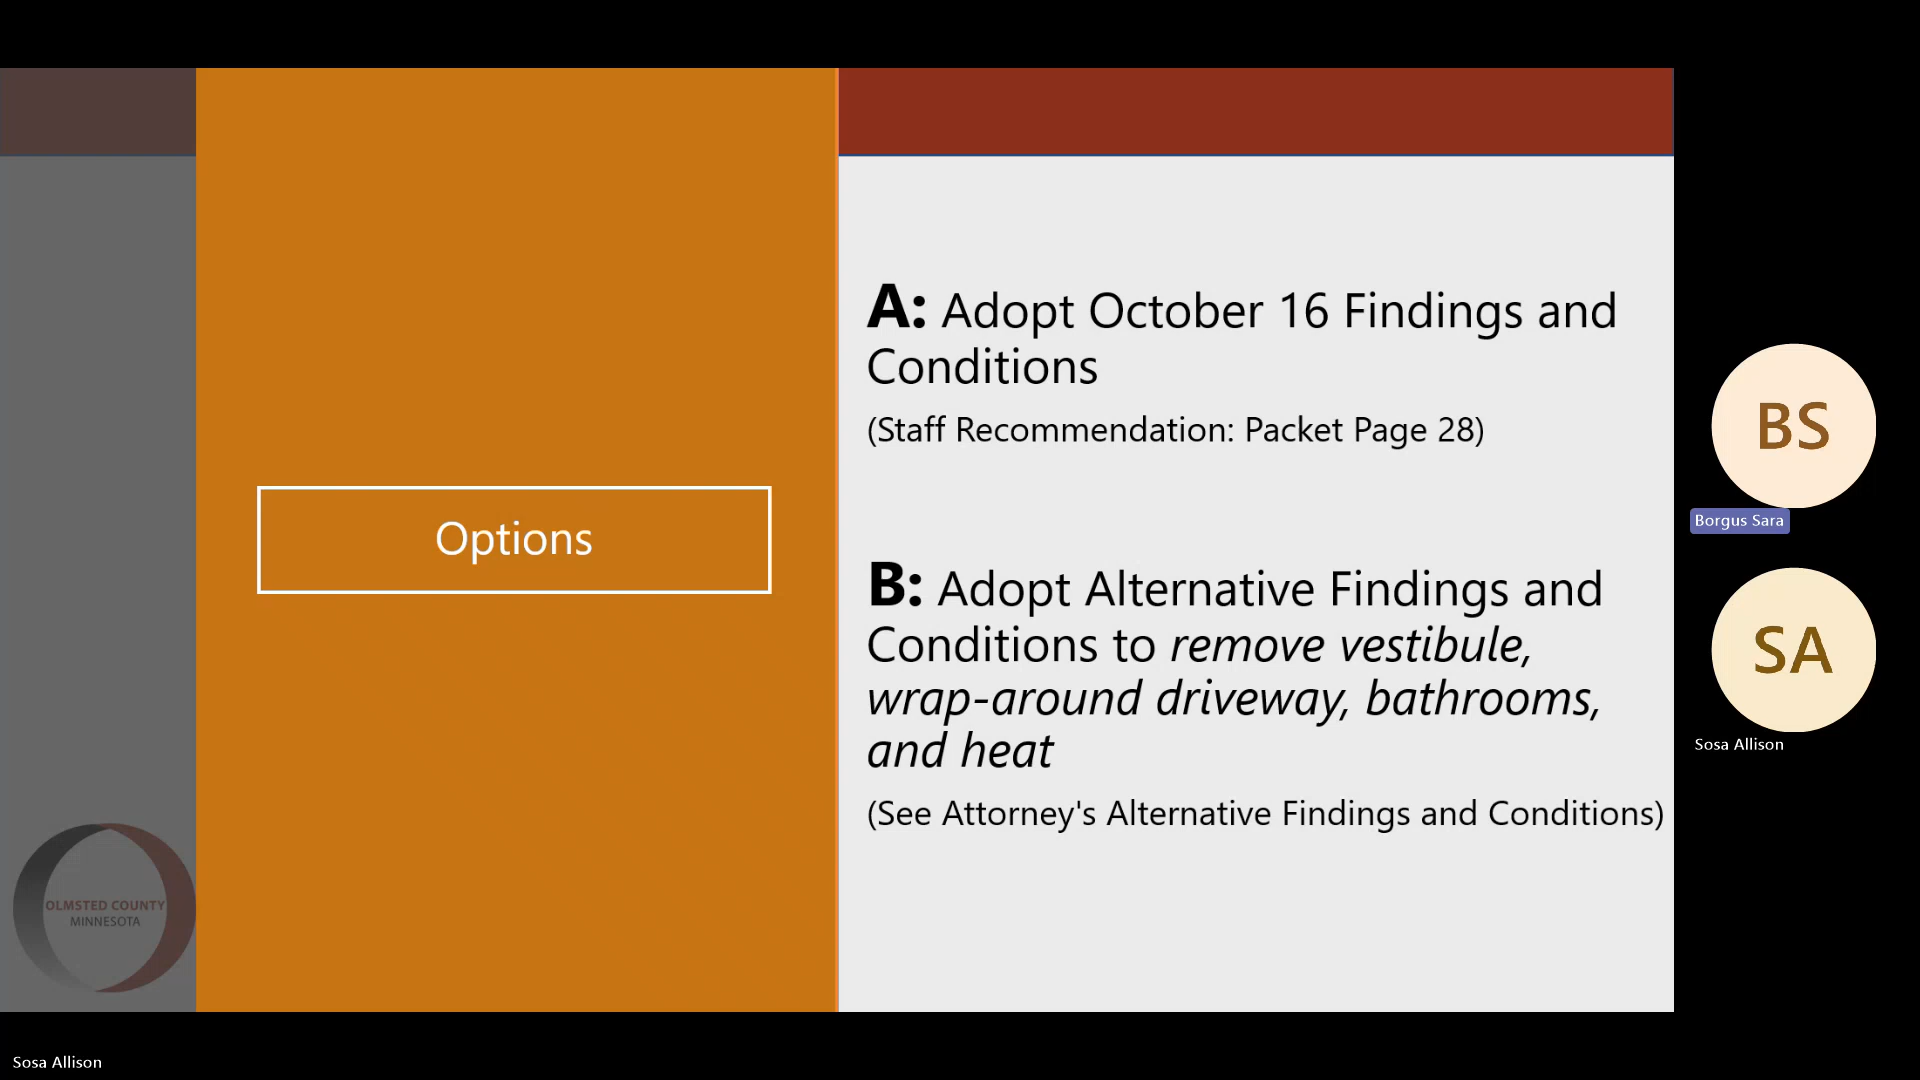 A: Adopt October 16 Findings and
Conditions
(Staff Recommendation: Packet Page 28)
Options
B: Adopt Alternative Findings and
Conditions to remove vestibule,
wrap-around driveway, bathrooms,
and heat
(See Attorney's Alternative Findings and Conditions)
OLMSTED COUNTY
MINNESOTA
BS
Borgus Sara
SA
Sosa Allison
Sosa Allison